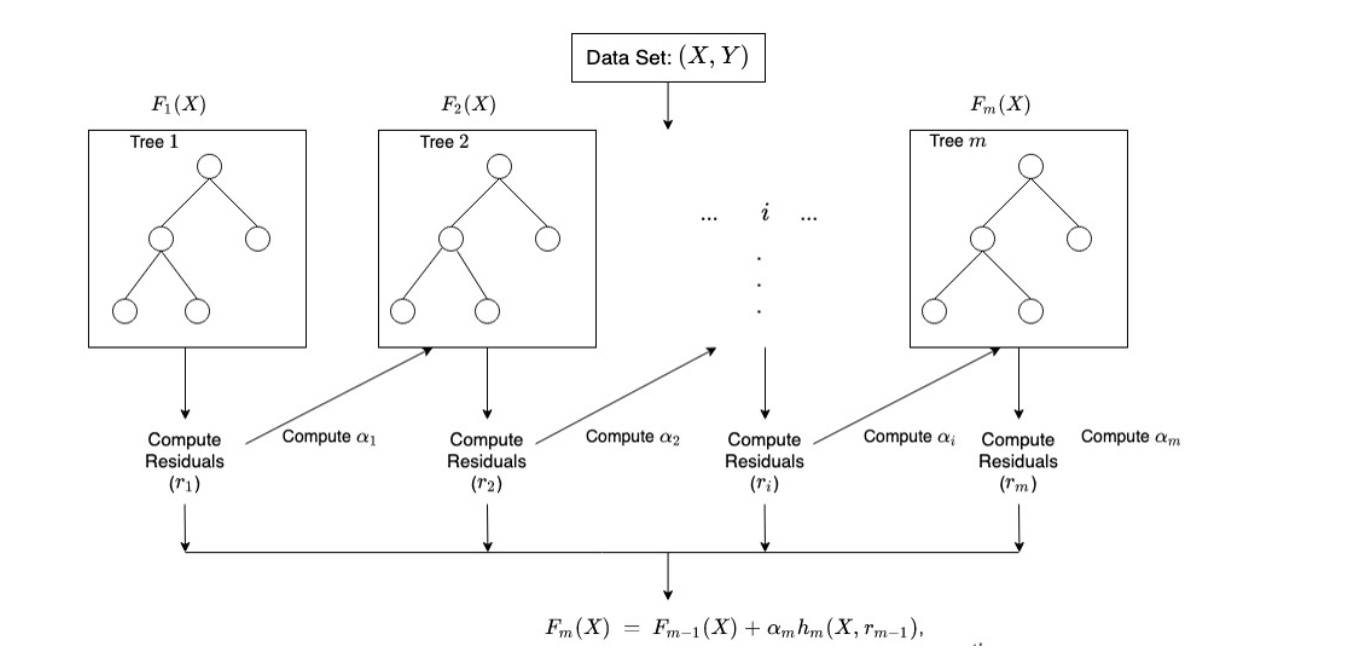 Data Set: (X, Y)
F₁(X)
F₂(X)
Fₘ(X)
Tree 1
Tree 2
Tree m
... i ...
.
.
.
Compute
Residuals
(r₁)
Compute α₁
Compute
Residuals
(r₂)
Compute α₂
Compute
Residuals
(rᵢ)
Compute αᵢ
Compute
Residuals
(rₘ)
Compute αₘ
Fₘ(X) = Fₘ₋₁(X) + αₘhₘ(X, rₘ₋₁),